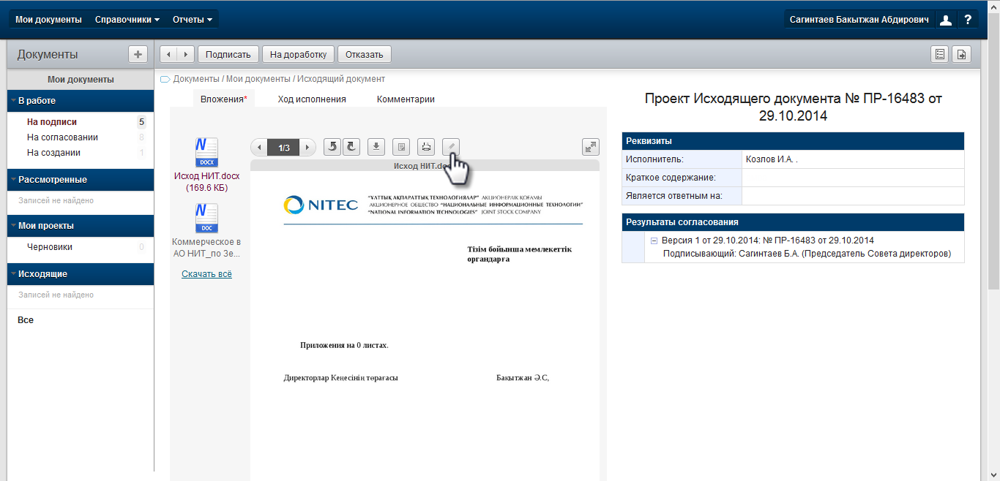 Мои документы Справочники Отчеты
Сагинтаев Бакытжан Абдирович ?
Документы +
Подписать На доработку Отказать
Мои документы
В работе
На подписи 5
На согласовании 8
На создании 1
Рассмотренные
Записей не найдено
Мои проекты
Черновики 0
Исходящие
Записей не найдено
Все
Документы / Мои документы / Исходящий документ
Вложения* Ход исполнения Комментарии
N
DOCX
Исход НИТ.docx
(169.6 КБ)
N
DOC
Коммерческое в
АО НИТ_по Зе...
Скачать всё
1/3
Исход НИТ.do
NITEC
"ҰЛТТЫҚ АҚПАРАТТЫҚ ТЕХНОЛОГИЯЛАР" АКЦИОНЕРЛІК ҚОҒАМЫ
АКЦИОНЕРНОЕ ОБЩЕСТВО "НАЦИОНАЛЬНЫЕ ИНФОРМАЦИОННЫЕ ТЕХНОЛОГИИ"
"NATIONAL INFORMATION TECHNOLOGIES" JOINT STOCK COMPANY
Тізім бойынша мемлекеттік
органдарға
Приложения на 0 листах.
Директорлар Кеңесінің төрағасы
Бақытжан Ә.С,
Проект Исходящего документа № ПР-16483 от
29.10.2014
Реквизиты
Исполнитель: Козлов И.А. .
Краткое содержание:
Является ответным на:
Результаты согласования
Версия 1 от 29.10.2014: № ПР-16483 от 29.10.2014
Подписывающий: Сагинтаев Б.А. (Председатель Совета директоров)